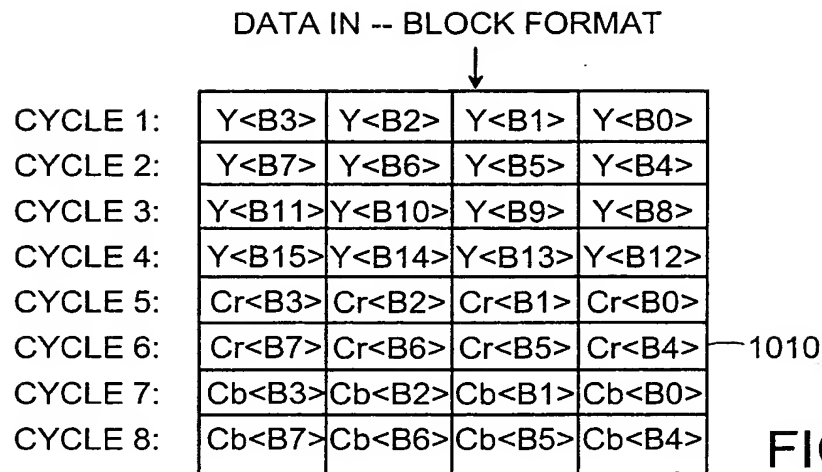 DATA IN -- BLOCK FORMAT
CYCLE 1: Y<B3> Y<B2> Y<B1> Y<B0>
CYCLE 2: Y<B7> Y<B6> Y<B5> Y<B4>
CYCLE 3: Y<B11> Y<B10> Y<B9> Y<B8>
CYCLE 4: Y<B15> Y<B14> Y<B13> Y<B12>
CYCLE 5: Cr<B3> Cr<B2> Cr<B1> Cr<B0>
CYCLE 6: Cr<B7> Cr<B6> Cr<B5> Cr<B4> 1010
CYCLE 7: Cb<B3> Cb<B2> Cb<B1> Cb<B0>
CYCLE 8: Cb<B7> Cb<B6> Cb<B5> Cb<B4>